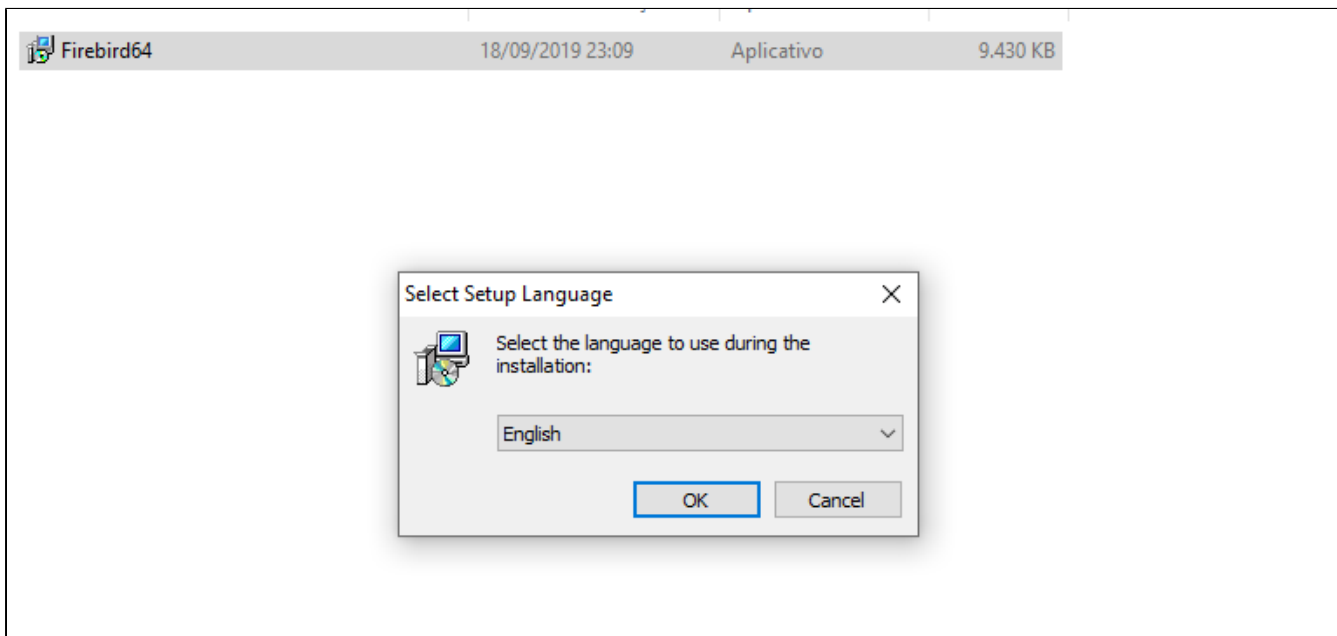 Firebird64 18/09/2019 23:09 Aplicativo 9.430 KB
Select Setup Language
Select the language to use during the
installation:
English
OK Cancel